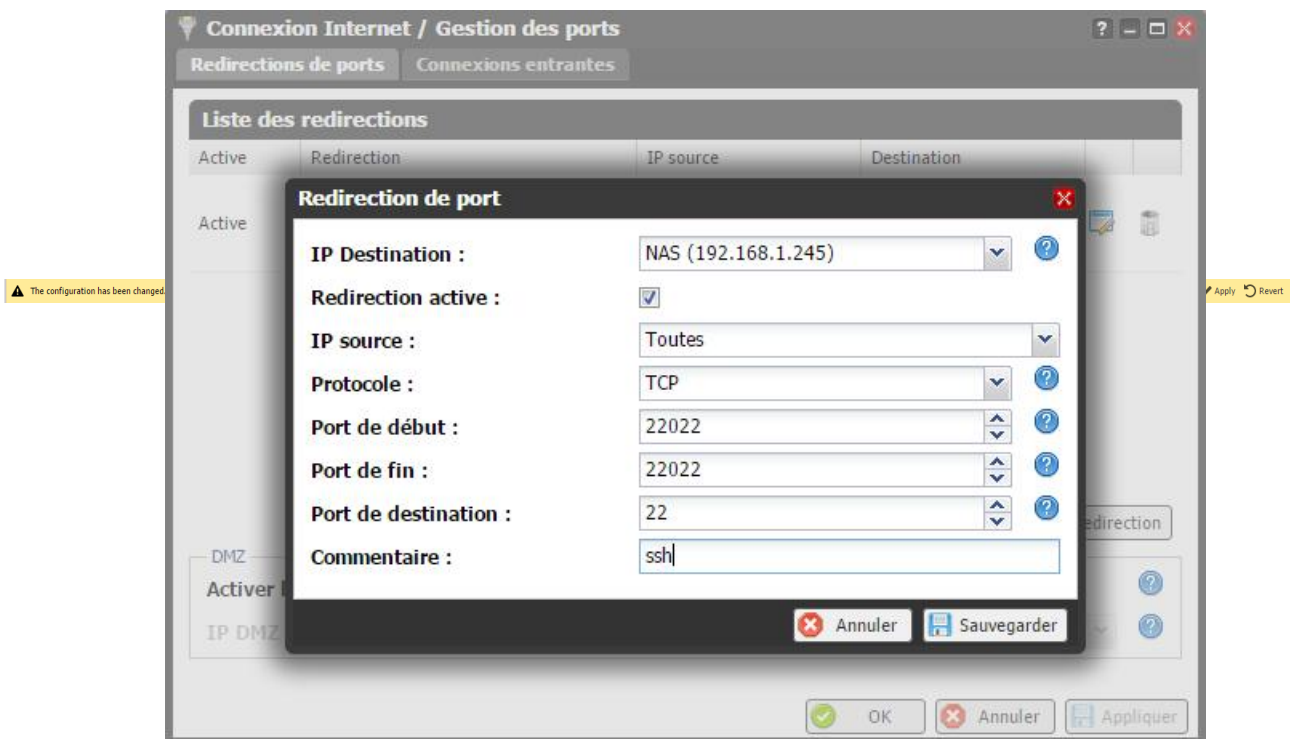 Connexion Internet / Gestion des ports
Redirections de ports Connexions entrantes
Liste des redirections
Active Redirection IP source Destination
Redirection de port
Active
IP Destination : NAS (192.168.1.245)
The configuration has been changed. Apply Revert
Redirection active :
IP source : Toutes
Protocole : TCP
Port de début : 22022
Port de fin : 22022
Port de destination : 22
edirection
Commentaire : ssh
DMZ
Activer
IP DMZ
Annuler Sauvegarder
OK Annuler Appliquer